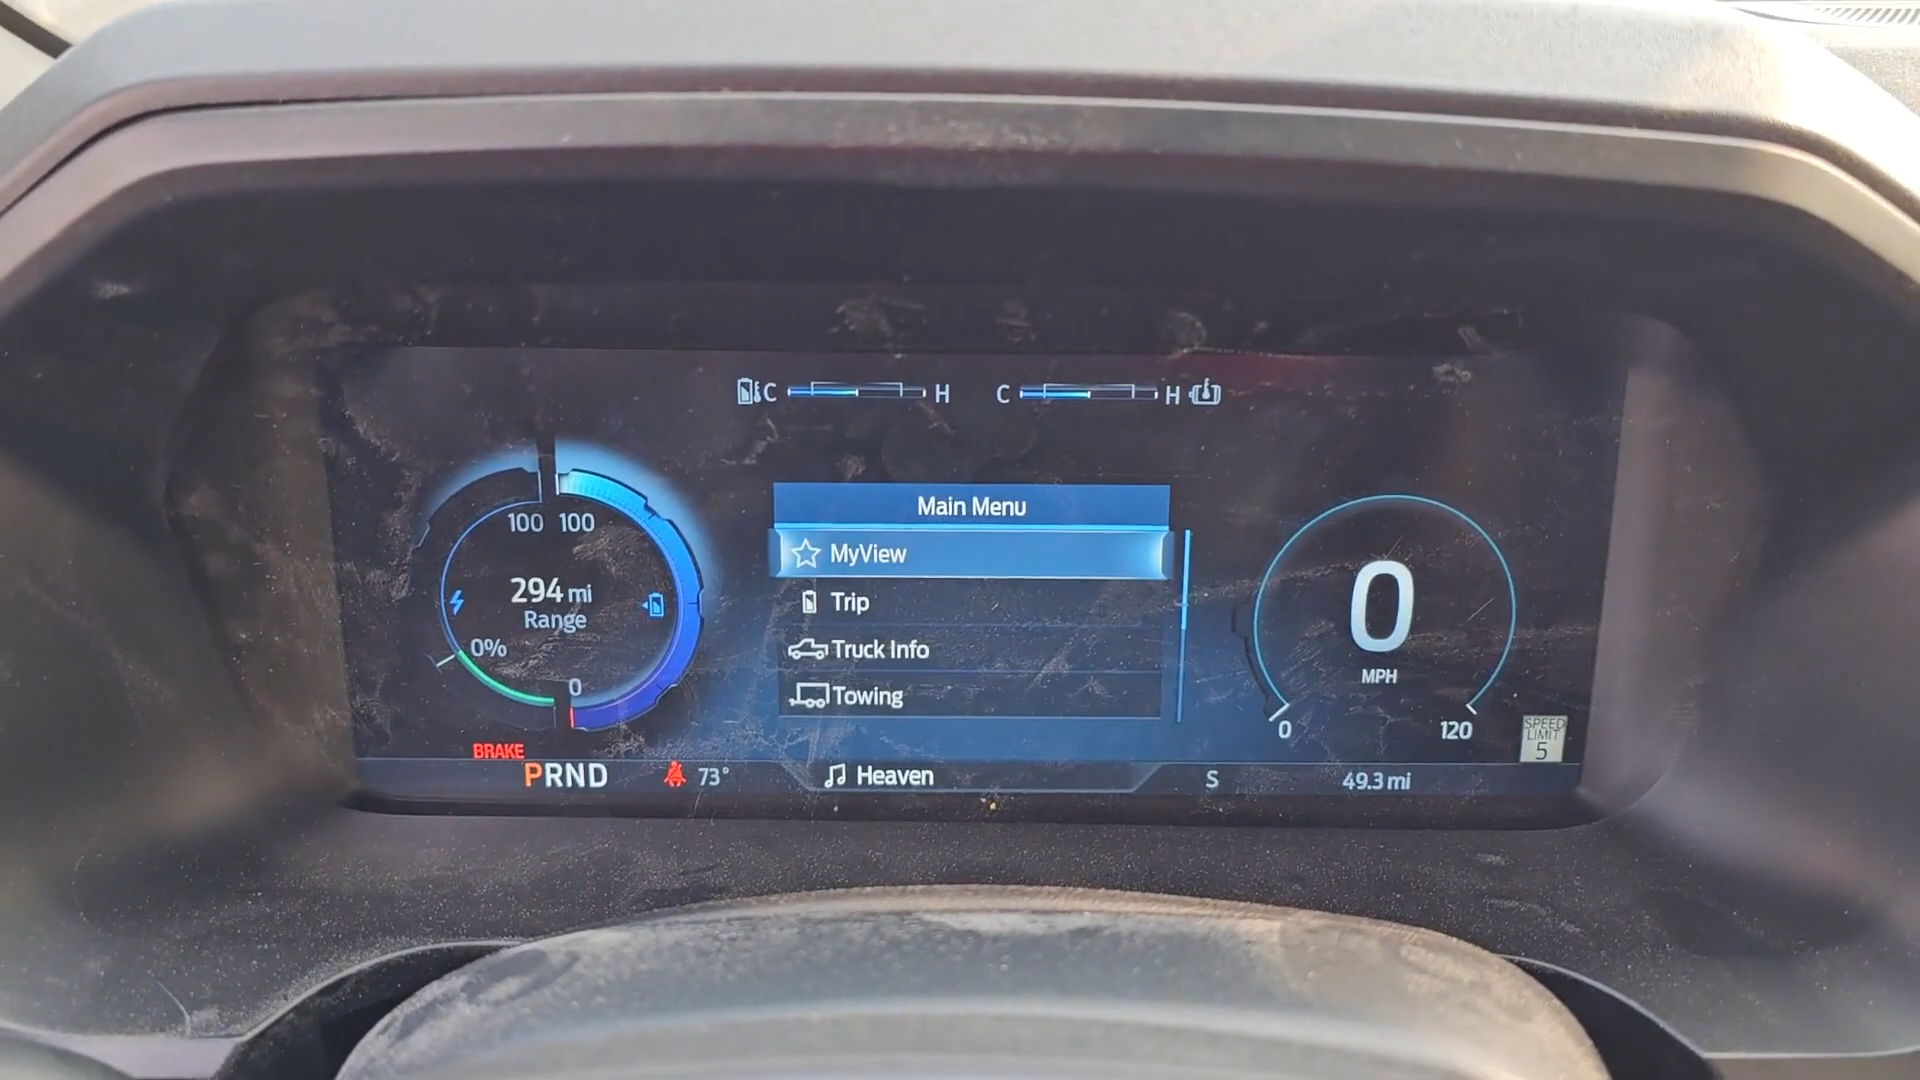 C H C H
Main Menu
MyView
Trip
Truck Info
Towing
100 100
294 mi
Range
0%
0
0
MPH
0 120
SPEED
LIMIT
5
BRAKE
PRND
73°
Heaven
S
49.3 mi